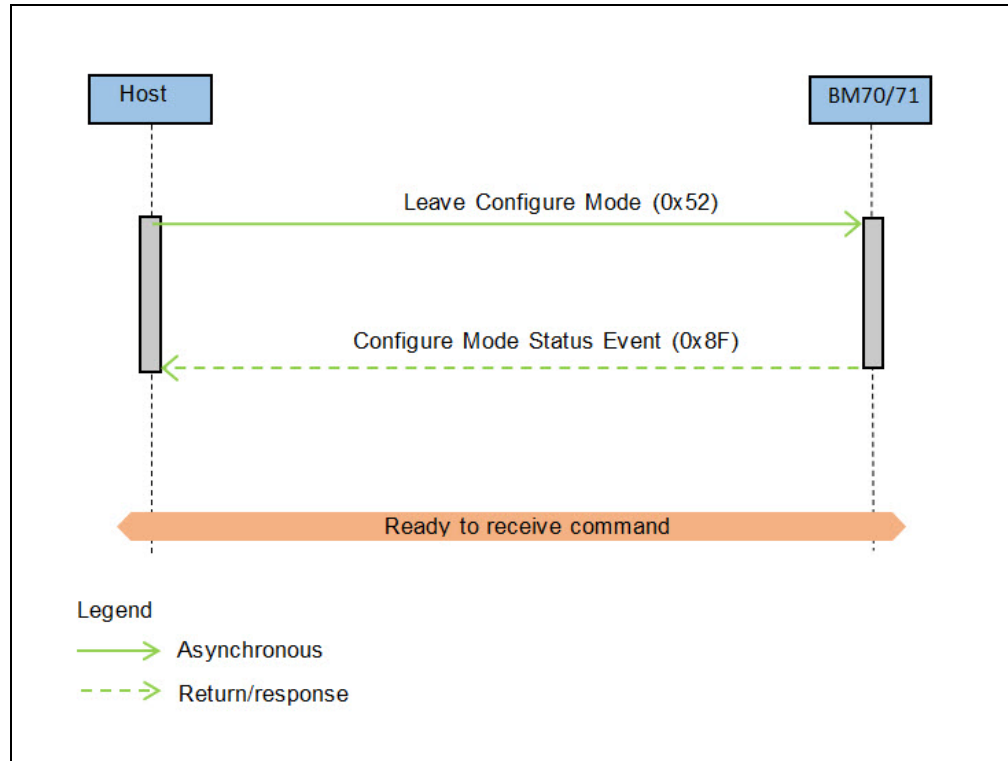 Host
BM70/71
Leave Configure Mode (0x52)
Configure Mode Status Event (0x8F)
Ready to receive command
Legend
Asynchronous
Return/response